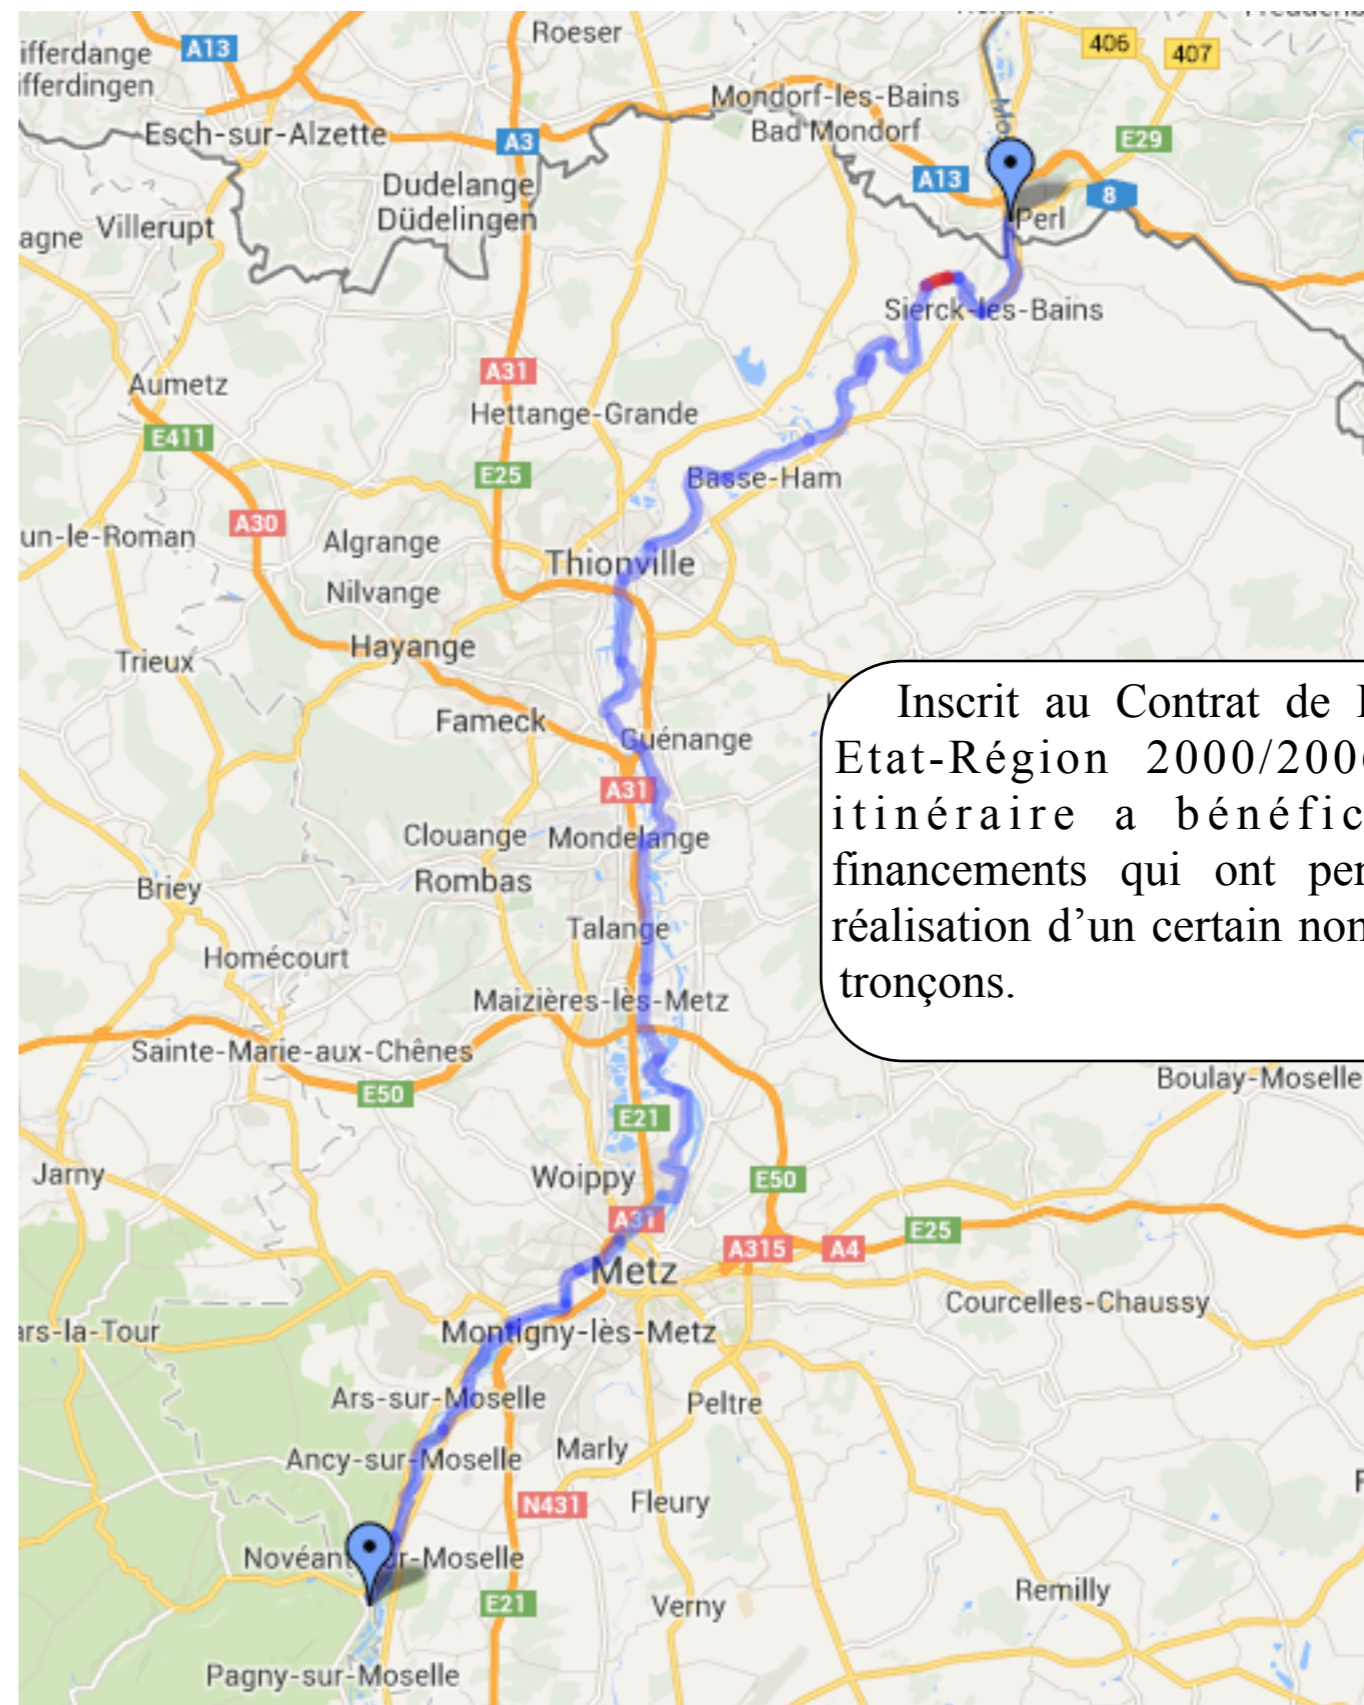 Roeser
ifferdange
A13
406
407
ifferdingen
Mondorf-les-Bains
Bad Mondorf
Esch-sur-Alzette
A3
E29
Dudelange
Düdelingen
A13
8
agne
Villerupt
Perl
Sierck-les-Bains
Aumetz
A31
Hettange-Grande
E411
E25
Basse-Ham
un-le-Roman
A30
Algrange
Thionville
Nilvange
Trieux
Hayange
Fameck
Guénange
A31
Clouange
Mondelange
Briey
Rombas
Talange
Homécourt
Maizières-lès-Metz
Inscrit au Contrat de
Etat-Région 2000/200
itinéraire a bénéfic
financements qui ont per
réalisation d’un certain non
tronçons.
Sainte-Marie-aux-Chênes
E50
Boulay-Moselle
E21
Jarny
Woippy
E50
A31
A315
A4
E25
Metz
Courcelles-Chaussy
ars-la-Tour
Montigny-lès-Metz
Ars-sur-Moselle
Peltre
Ancy-sur-Moselle
Marly
N431
Fleury
Novéant-sur-Moselle
E21
Verny
Remilly
Pagny-sur-Moselle